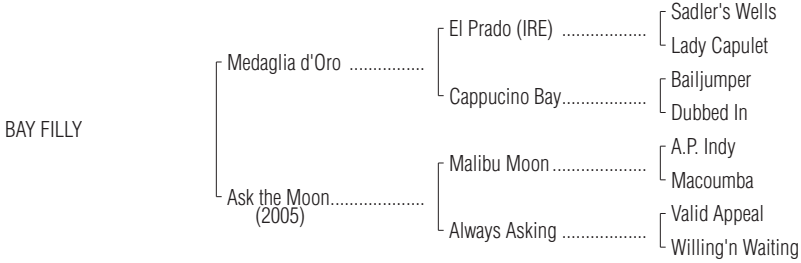 Sadler's Wells
El Prado (IRE) ...................
Lady Capulet
Medaglia d'Oro ................
Bailjumper
Cappucino Bay...................
Dubbed In
BAY FILLY
A.P. Indy
Malibu Moon .....................
Macoumba
Ask the Moon....................
(2005)
Valid Appeal
Always Asking ...................
Willing'n Waiting